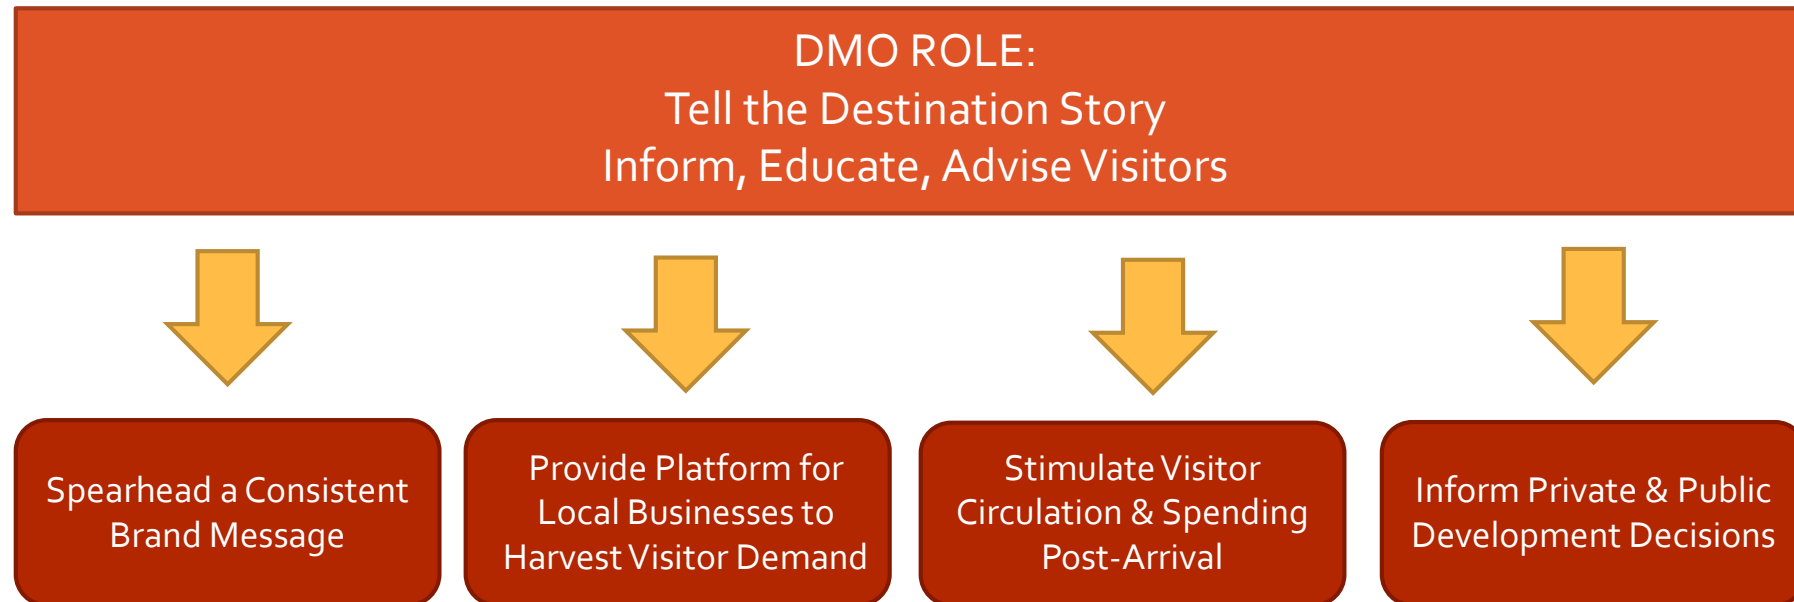 DMO ROLE:
Tell the Destination Story
Inform, Educate, Advise Visitors
Spearhead a Consistent
Brand Message
Provide Platform for
Local Businesses to
Harvest Visitor Demand
Stimulate Visitor
Circulation & Spending
Post-Arrival
Inform Private & Public
Development Decisions